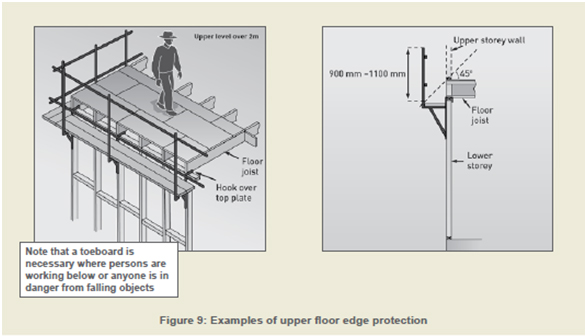 Upper level over 2m
Floor
joist
Hook over
top plate
Note that a toeboard is
necessary where persons are
working below or anyone is in
danger from falling objects
Upper storey wall
900 mm -1100 mm
45°
Floor
joist
Lower
storey
Figure 9: Examples of upper floor edge protection